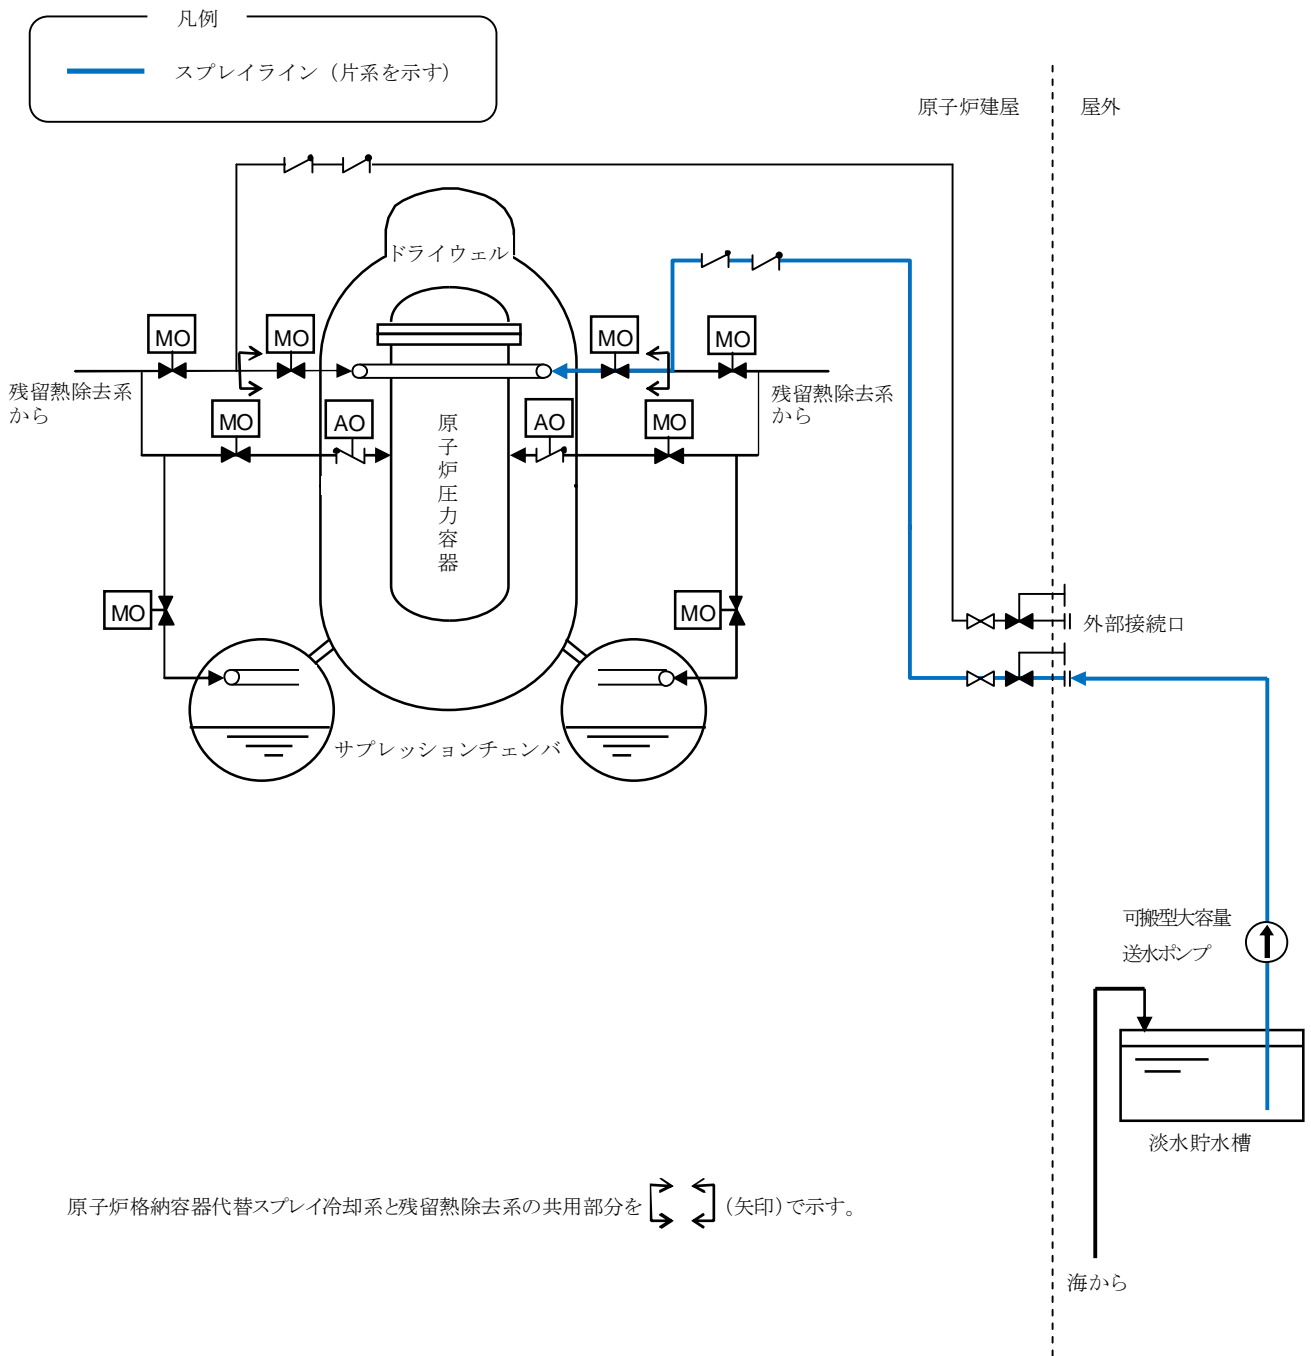 凡例
スプレイライン（片系を示す）
原子炉建屋
屋外
ドライウェル
MO
MO
MO
MO
残留熱除去系
から
残留熱除去系
から
MO
AO
AO
MO
原子炉圧力容器
MO
MO
外部接続口
サプレッションチェンバ
可搬型大容量
送水ポンプ
淡水貯水槽
原子炉格納容器代替スプレイ冷却系と残留熱除去系の共用部分を（矢印）で示す。
海から